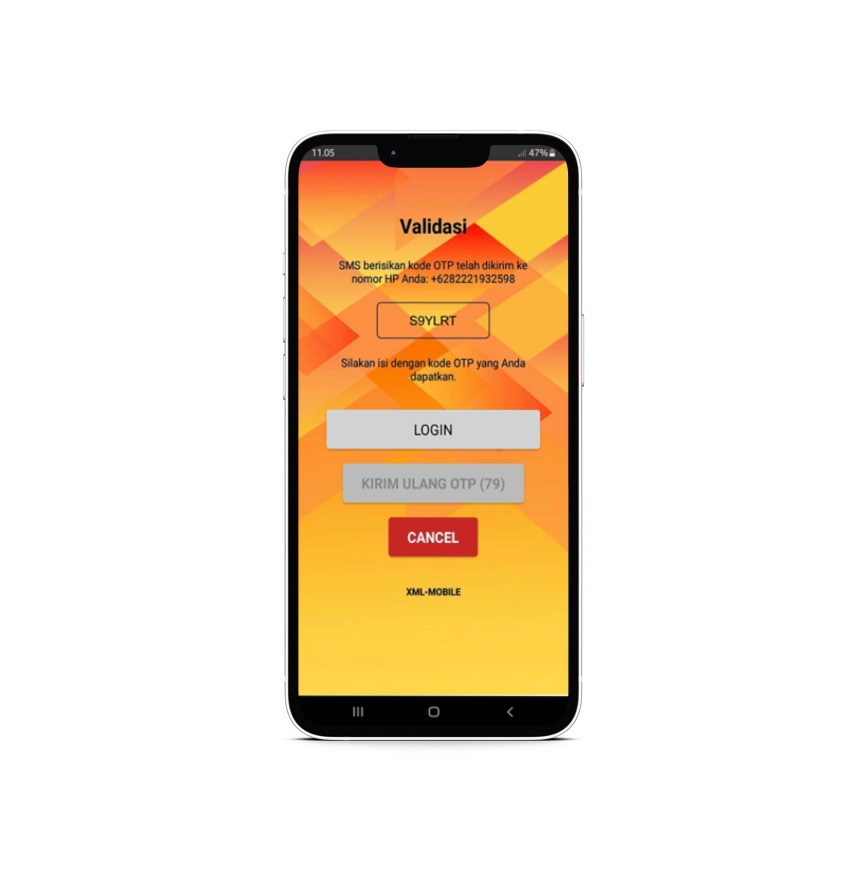 11.05
47%
Validasi
SMS berisikan kode OTP telah dikirim ke
nomor HP Anda: +6282221932598
S9YLRT
Silakan isi dengan kode OTP yang Anda
dapatkan.
LOGIN
KIRIM ULANG OTP (79)
CANCEL
XML-MOBILE